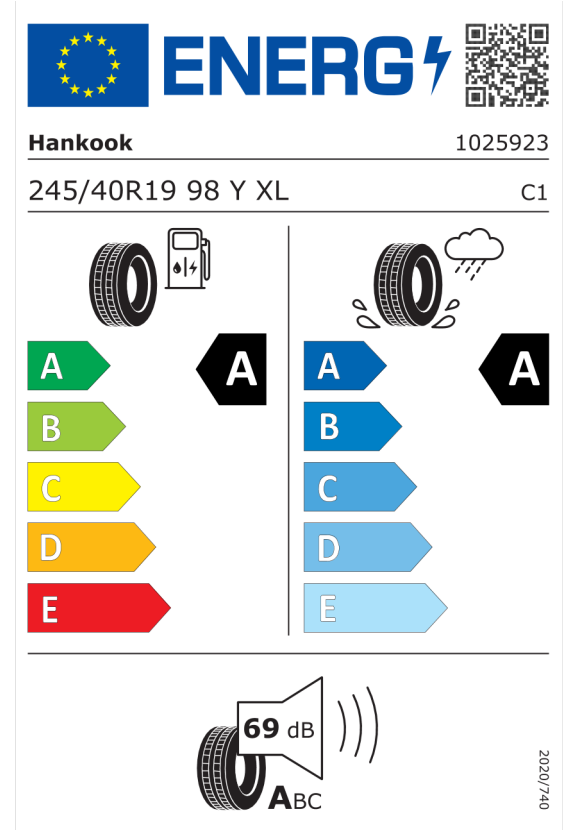 ENERG
Hankook 1025923
245/40R19 98 Y XL C1
A A A A
B B
C C
D D
E E
69 dB
ABC
2020/740